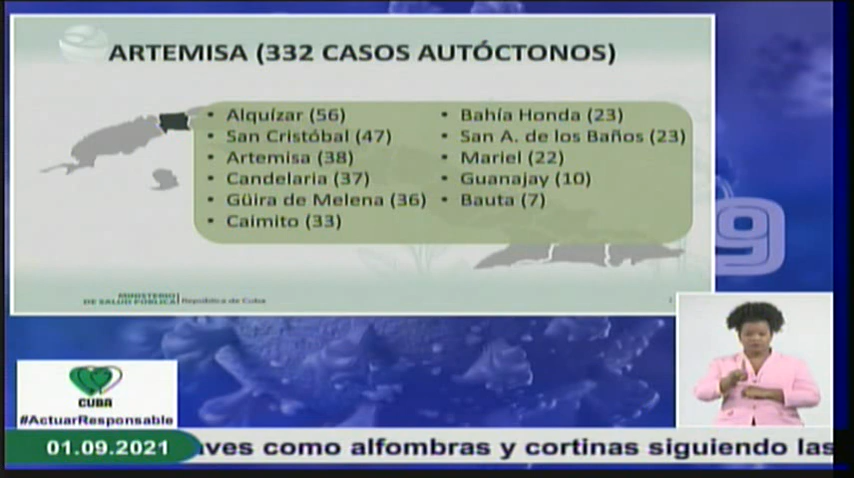 ARTEMISA (332 CASOS AUTÓCTONOS)
• Alquízar (56)
• San Cristóbal (47)
• Artemisa (38)
• Candelaria (37)
• Güira de Melena (36)
• Caimito (33)
• Bahía Honda (23)
• San A. de los Baños (23)
• Mariel (22)
• Guanajay (10)
• Bauta (7)
9
MINISTERIO
DE SALUD PÚBLICA
República de Cuba
CUBA
#ActuarResponsable
01.09.2021
aves como alfombras y cortinas siguiendo las